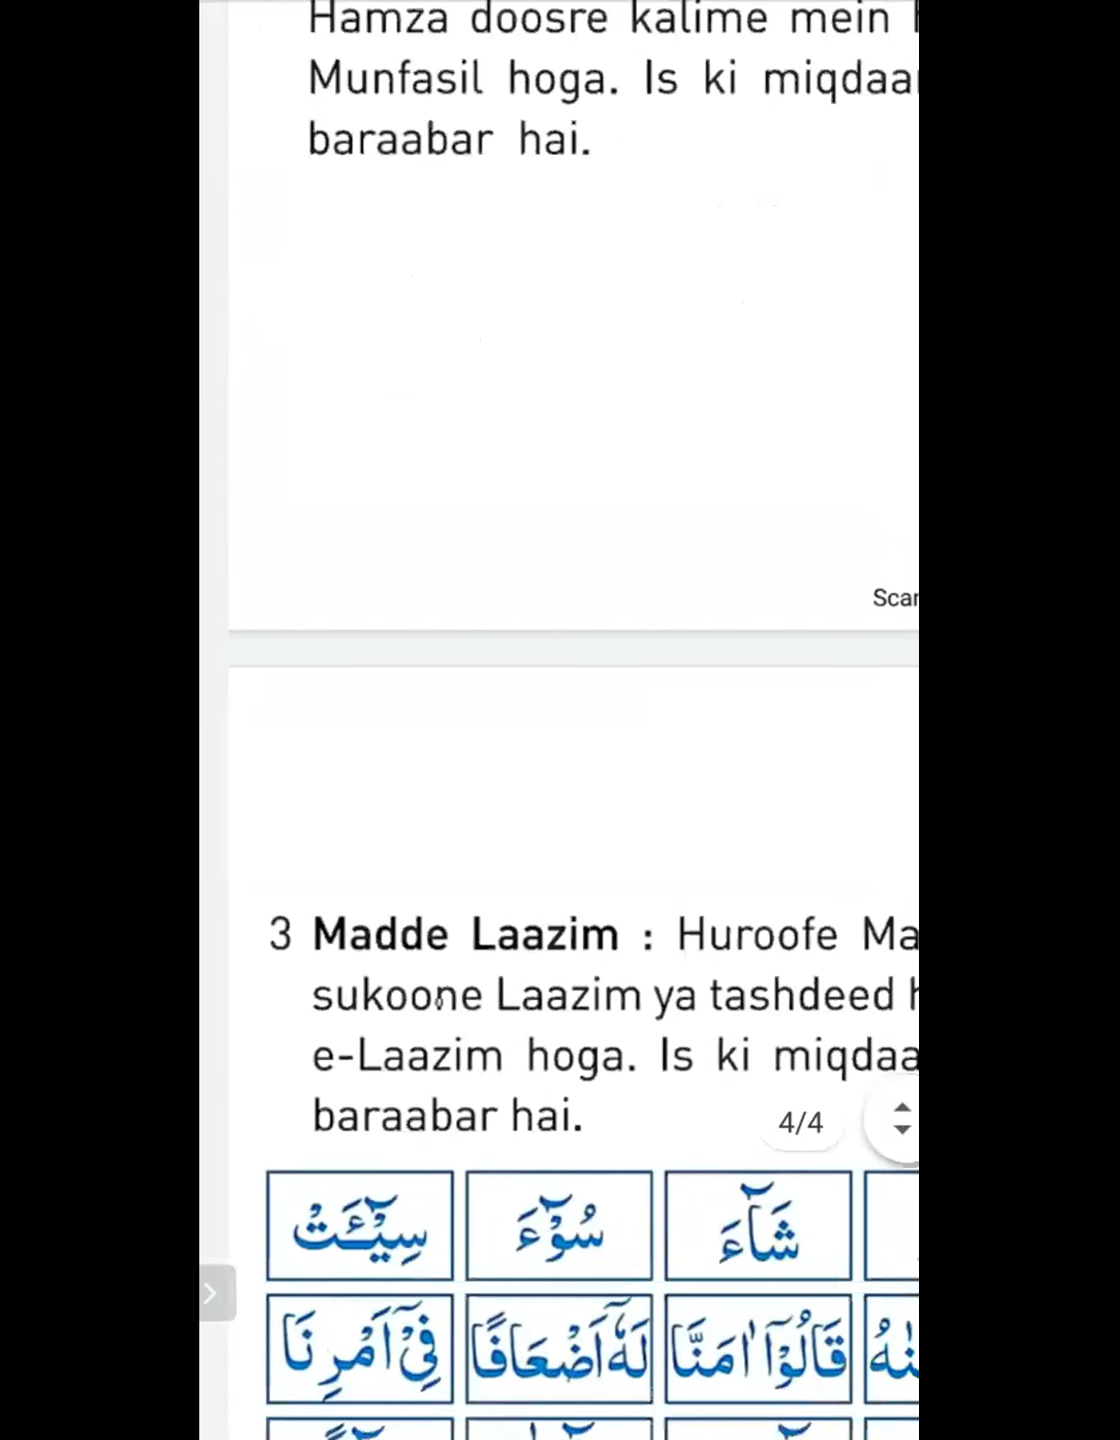 Hamza doosre kalime mein
Munfasil hoga. Is ki miqdaa
baraabar hai.
Scan
3 Madde Laazim : Huroofe Ma
sukoone Laazim ya tashdeed
e-Laazim hoga. Is ki miqdaa
baraabar hai.
4/4
شَآءَ سُوْٓءَ سِيْٓـَٔتْ
قَالُوْٓا اٰمَنَّا لَهٗٓ اَضْعَافًا فِيْٓ اَمْرِنَا